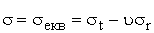 σ = σекв = σt − υσr